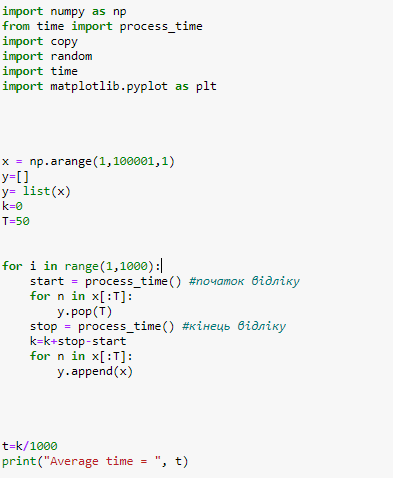 import numpy as np
from time import process_time
import copy
import random
import time
import matplotlib.pyplot as plt
x = np.arange(1,100001,1)
y=[]
y= list(x)
k=0
T=50
for i in range(1,1000):
    start = process_time() #початок відліку
    for n in x[:T]:
        y.pop(T)
    stop = process_time() #кінець відліку
    k=k+stop-start
    for n in x[:T]:
        y.append(x)
t=k/1000
print("Average time = ", t)